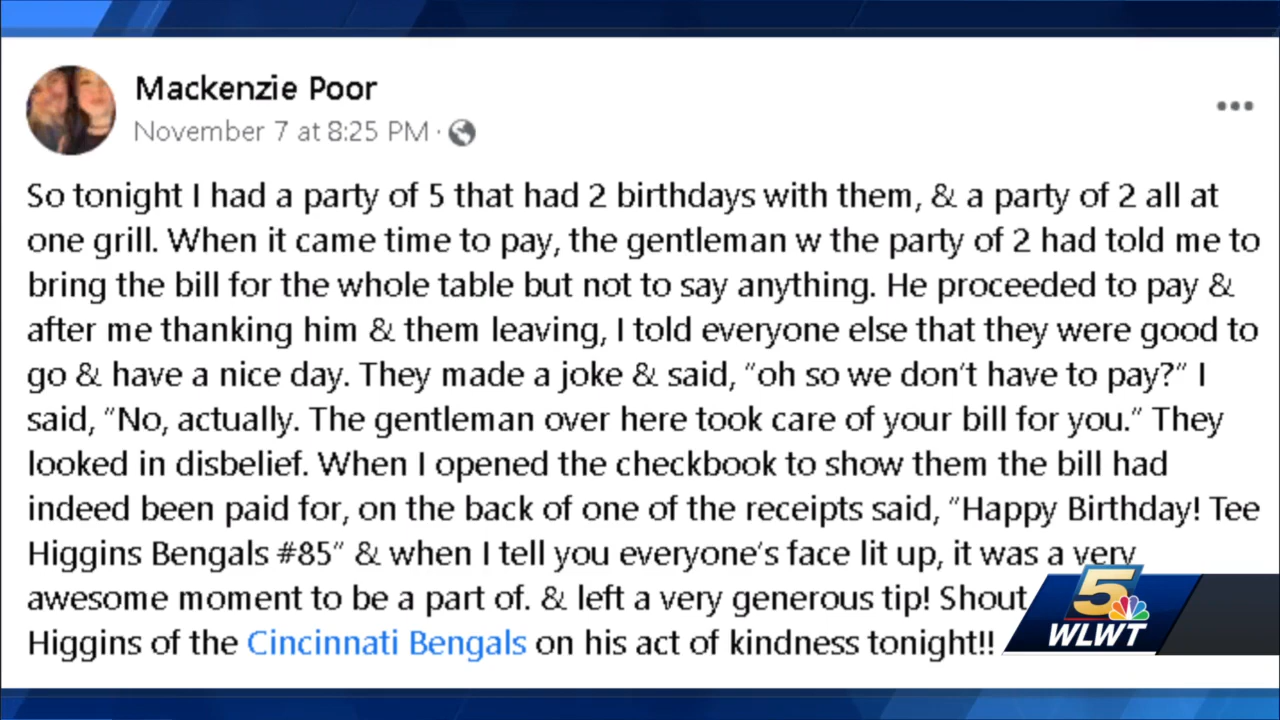 Mackenzie Poor
November 7 at 8:25 PM ·
So tonight I had a party of 5 that had 2 birthdays with them, & a party of 2 all at
one grill. When it came time to pay, the gentleman w the party of 2 had told me to
bring the bill for the whole table but not to say anything. He proceeded to pay &
after me thanking him & them leaving, I told everyone else that they were good to
go & have a nice day. They made a joke & said, "oh so we don't have to pay?" I
said, "No, actually. The gentleman over here took care of your bill for you." They
looked in disbelief. When I opened the checkbook to show them the bill had
indeed been paid for, on the back of one of the receipts said, "Happy Birthday! Tee
Higgins Bengals #85" & when I tell you everyone's face lit up, it was a very
awesome moment to be a part of. & left a very generous tip! Shout
Higgins of the Cincinnati Bengals on his act of kindness tonight!!
5
WLWT